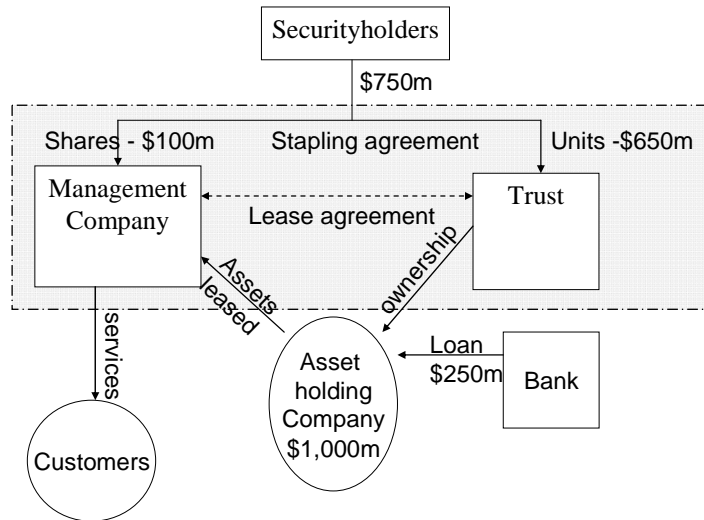 Securityholders
$750m
Shares - $100m
Stapling agreement
Units -$650m
Management
Company
Trust
Lease agreement
Assets
leased
ownership
services
Asset
holding
Company
$1,000m
Loan
$250m
Bank
Customers